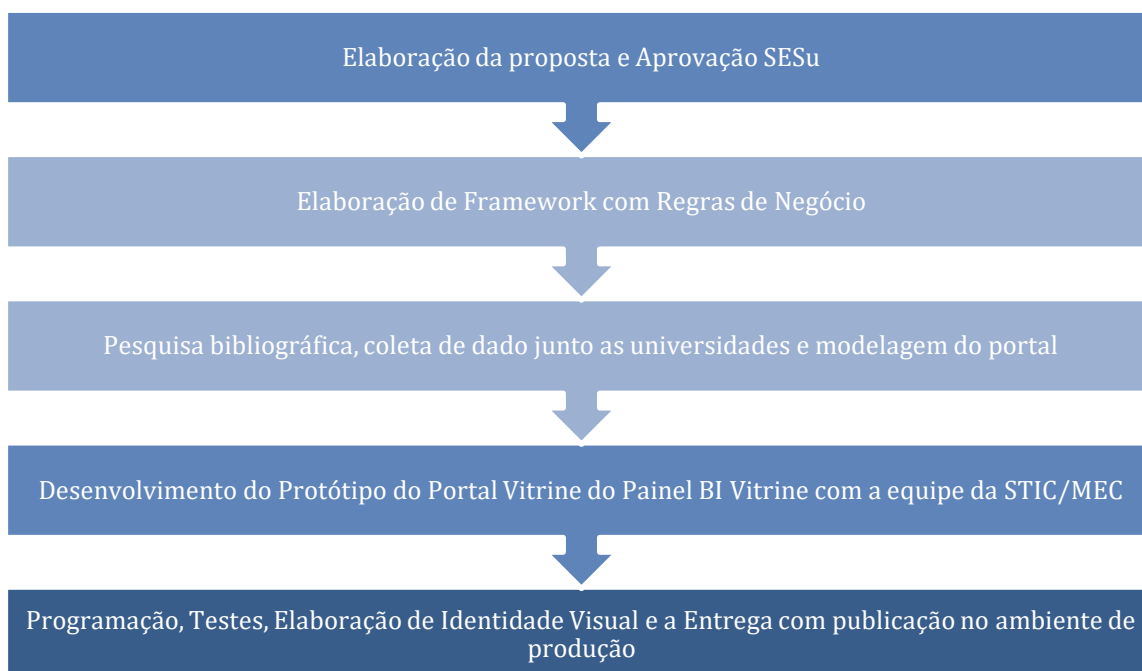 Elaboração da proposta e Aprovação SESu
Elaboração de Framework com Regras de Negócio
Pesquisa bibliográfica, coleta de dado junto as universidades e modelagem do portal
Desenvolvimento do Protótipo do Portal Vitrine do Painel BI Vitrine com a equipe da STIC/MEC
Programação, Testes, Elaboração de Identidade Visual e a Entrega com publicação no ambiente de
produção